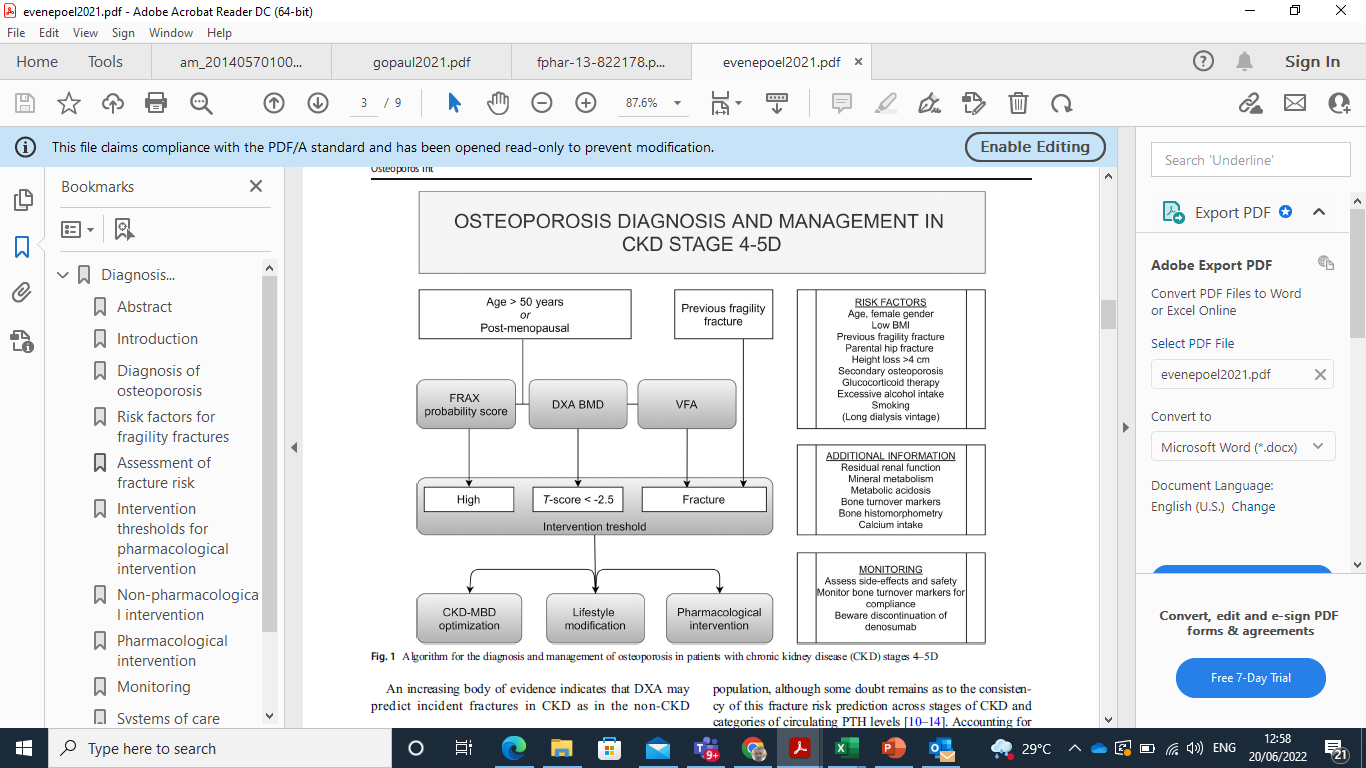 evenepoel2021.pdf - Adobe Acrobat Reader DC (64-bit)
File Edit View Sign Window Help
Home Tools am_20140570100... gopaul2021.pdf fphar-13-822178.p... evenepoel2021.pdf × Sign In
3 / 9 87.6%
This file claims compliance with the PDF/A standard and has been opened read-only to prevent modification. Enable Editing
Bookmarks
Diagnosis...
Abstract
Introduction
Diagnosis of
osteoporosis
Risk factors for
fragility fractures
Assessment of
fracture risk
Intervention
thresholds for
pharmacological
intervention
Non-pharmacologica
l intervention
Pharmacological
intervention
Monitoring
Systems of care
Osteoporos Int
OSTEOPOROSIS DIAGNOSIS AND MANAGEMENT IN
CKD STAGE 4-5D
Age > 50 years
or
Post-menopausal
Previous fragility
fracture
FRAX
probability score
DXA BMD
VFA
High
T-score < -2.5
Fracture
Intervention treshold
CKD-MBD
optimization
Lifestyle
modification
Pharmacological
intervention
RISK FACTORS
Age, female gender
Low BMI
Previous fragility fracture
Parental hip fracture
Height loss >4 cm
Secondary osteoporosis
Glucocorticoid therapy
Excessive alcohol intake
Smoking
(Long dialysis vintage)
ADDITIONAL INFORMATION
Residual renal function
Mineral metabolism
Metabolic acidosis
Bone turnover markers
Bone histomorphometry
Calcium intake
MONITORING
Assess side-effects and safety
Monitor bone turnover markers for
compliance
Beware discontinuation of
denosumab
Fig. 1 Algorithm for the diagnosis and management of osteoporosis in patients with chronic kidney disease (CKD) stages 4–5D
An increasing body of evidence indicates that DXA may
predict incident fractures in CKD as in the non-CKD
population, although some doubt remains as to the consisten-
cy of this fracture risk prediction across stages of CKD and
categories of circulating PTH levels [10–14]. Accounting for
Search 'Underline'
Export PDF
Adobe Export PDF
Convert PDF Files to Word
or Excel Online
Select PDF File
evenepoel2021.pdf
Convert to
Microsoft Word (*.docx)
Document Language:
English (U.S.) Change
Convert, edit and e-sign PDF
forms & agreements
Free 7-Day Trial
Type here to search
9+
29°C
ENG
12:58
20/06/2022
21